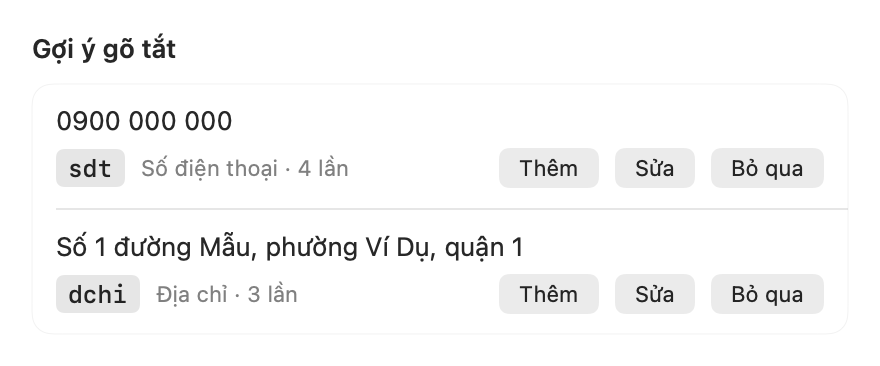 Gợi ý gõ tắt
0900 000 000
sdt Số điện thoại · 4 lần Thêm Sửa Bỏ qua
Số 1 đường Mẫu, phường Ví Dụ, quận 1
dchi Địa chỉ · 3 lần Thêm Sửa Bỏ qua